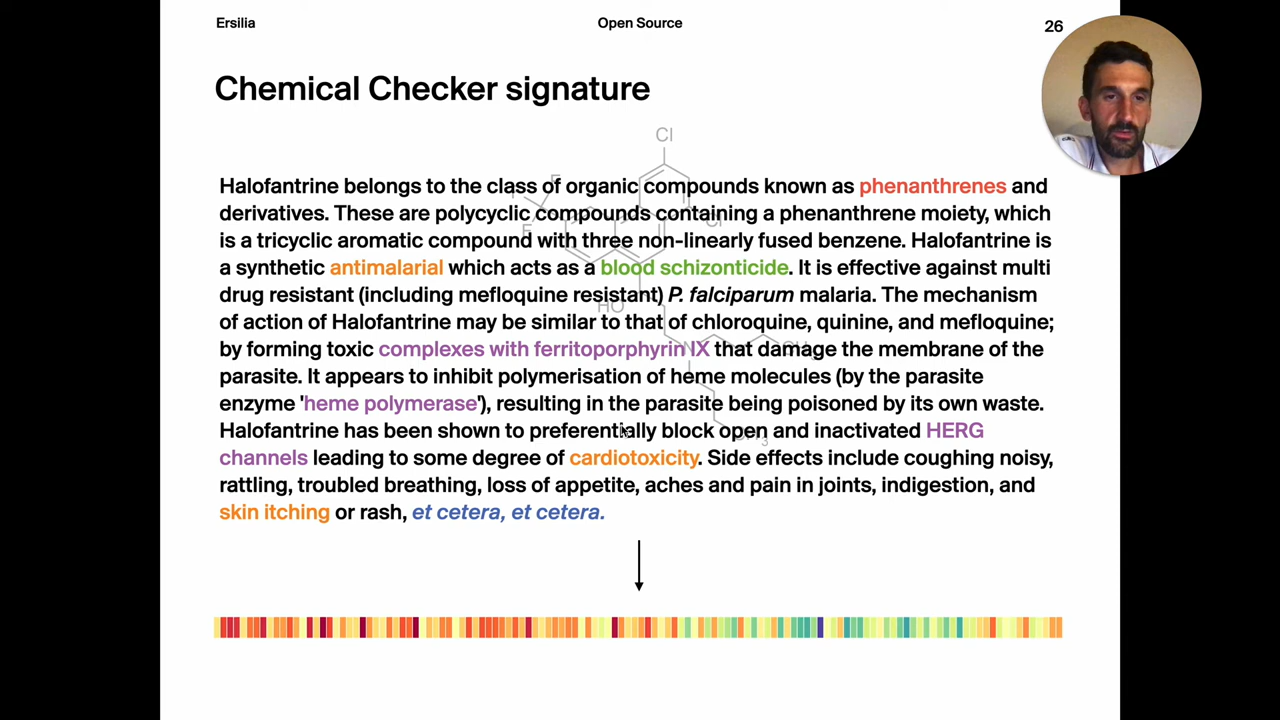 Ersilia
Open Source
26
Chemical Checker signature
Cl
Halofantrine belongs to the class of organic compounds known as phenanthrenes and
derivatives. These are polycyclic compounds containing a phenanthrene moiety, which
is a tricyclic aromatic compound with three non-linearly fused benzene. Halofantrine is
a synthetic antimalarial which acts as a blood schizonticide. It is effective against multi
drug resistant (including mefloquine resistant) P. falciparum malaria. The mechanism
of action of Halofantrine may be similar to that of chloroquine, quinine, and mefloquine;
by forming toxic complexes with ferritoporphyrin IX that damage the membrane of the
parasite. It appears to inhibit polymerisation of heme molecules (by the parasite
enzyme 'heme polymerase'), resulting in the parasite being poisoned by its own waste.
Halofantrine has been shown to preferentially block open and inactivated HERG
channels leading to some degree of cardiotoxicity. Side effects include coughing noisy,
rattling, troubled breathing, loss of appetite, aches and pain in joints, indigestion, and
skin itching or rash, et cetera, et cetera.
F
F
Cl
HO
N